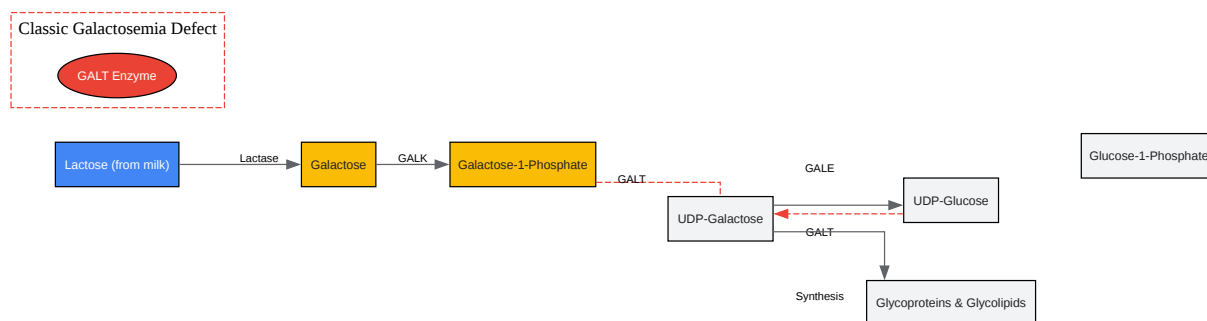 Classic Galactosemia Defect
GALT Enzyme
Lactose (from milk)
Lactase
Galactose
GALK
Galactose-1-Phosphate
GALT
UDP-Galactose
GALE
UDP-Glucose
GALT
Glucose-1-Phosphate
Synthesis
Glycoproteins & Glycolipids